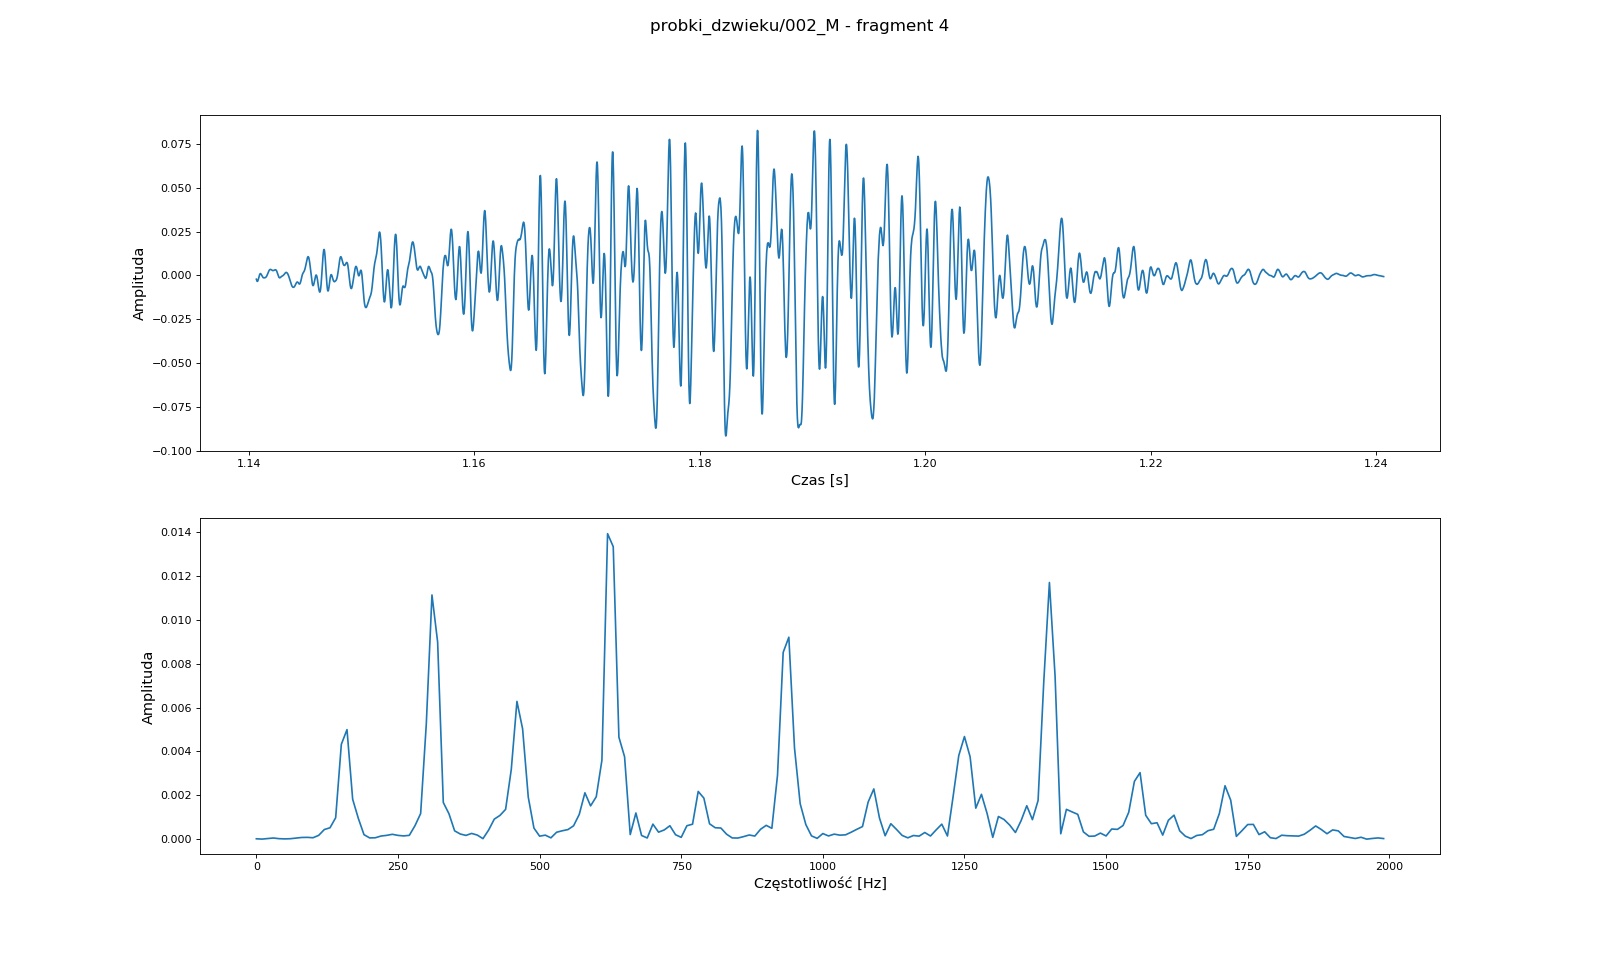 probki_dzwieku/002_M - fragment 4
Amplituda
0.075
0.050
0.025
0.000
−0.025
−0.050
−0.075
−0.100
1.14 1.16 1.18 1.20 1.22 1.24
Czas [s]
Amplituda
0.014
0.012
0.010
0.008
0.006
0.004
0.002
0.000
0 250 500 750 1000 1250 1500 1750 2000
Częstotliwość [Hz]